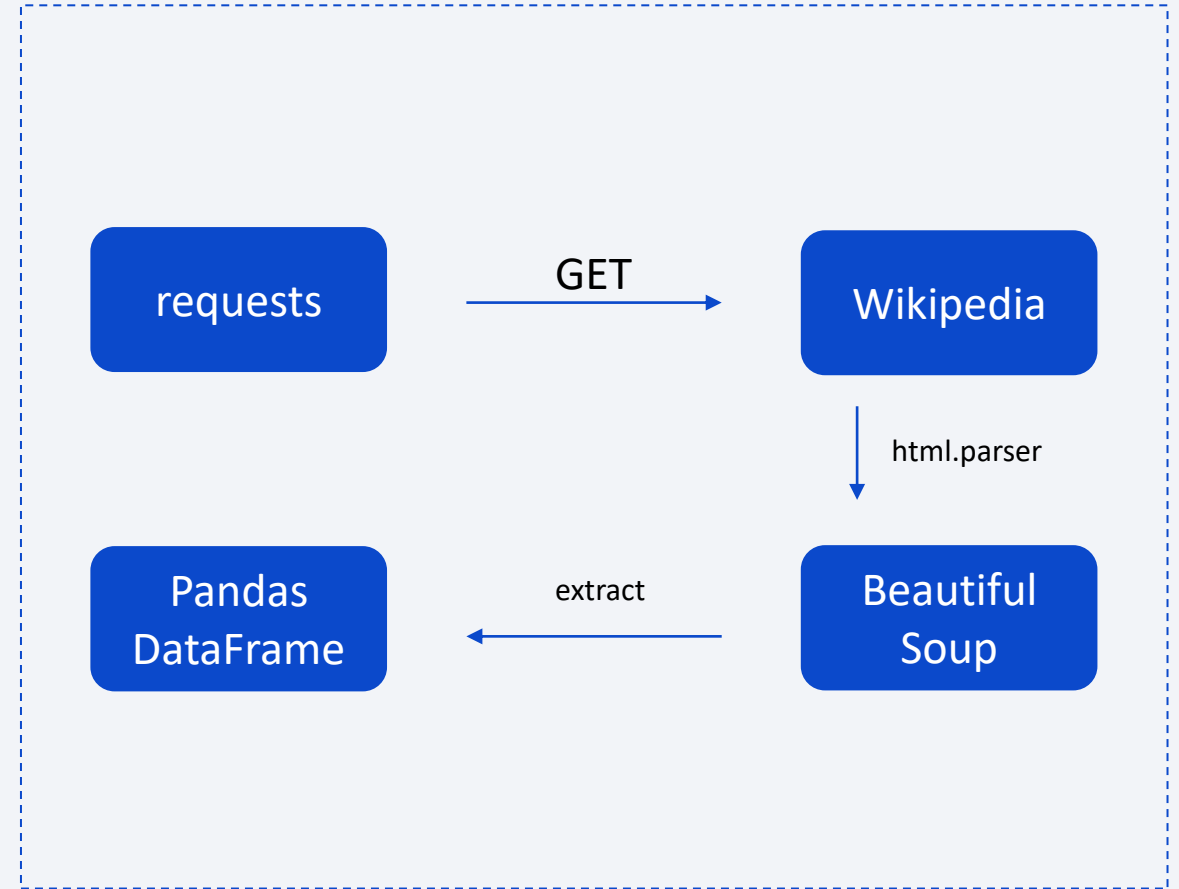 requests
GET
Wikipedia
html.parser
Pandas
DataFrame
extract
Beautiful
Soup